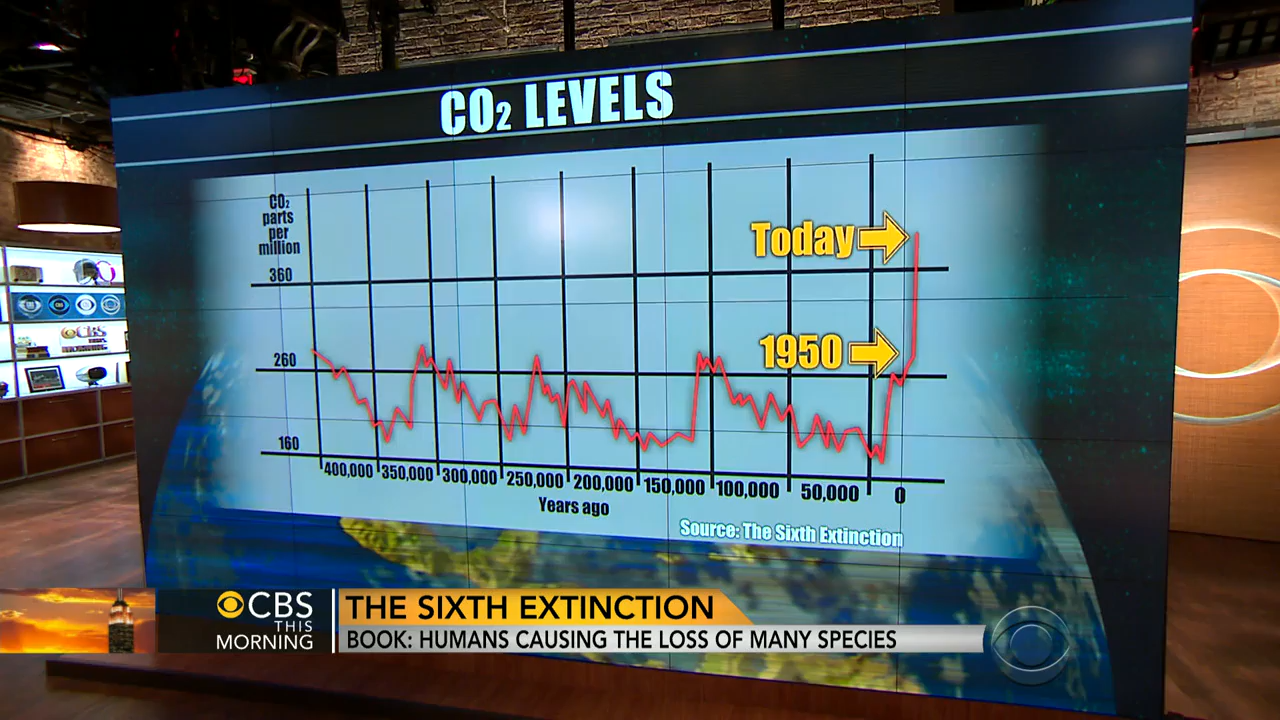 CO₂ LEVELS
CO₂
parts
per
million
360
260
160
Today
1950
400,000 350,000 300,000 250,000 200,000 150,000 100,000 50,000 0
Years ago
Source: The Sixth Extinction
CBS
CBS
THIS
MORNING
THE SIXTH EXTINCTION
BOOK: HUMANS CAUSING THE LOSS OF MANY SPECIES